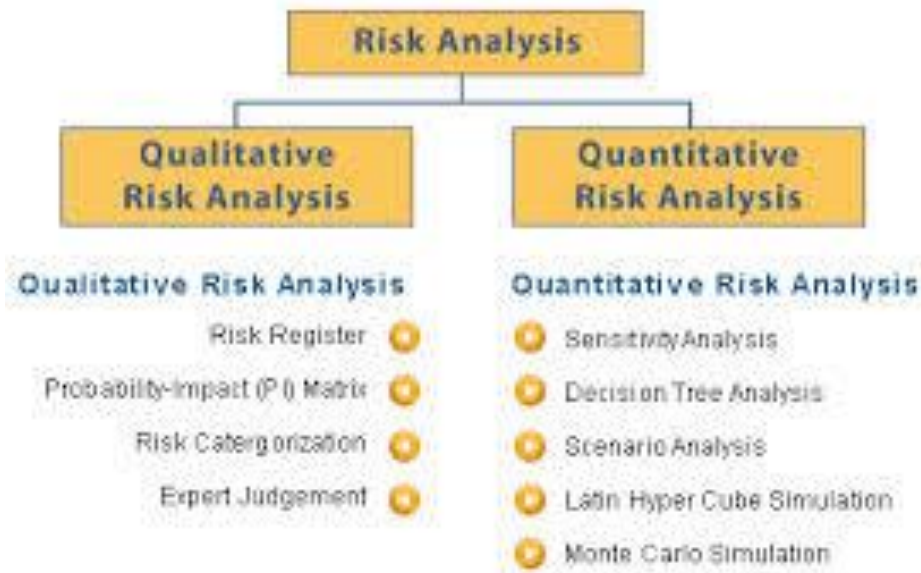 Risk Analysis
Qualitative
Risk Analysis
Quantitative
Risk Analysis
Qualitative Risk Analysis
Risk Register
Probability-Impact (PI) Matrix
Risk Catergorization
Expert Judgement
Quantitative Risk Analysis
Sensitivity Analysis
Decision Tree Analysis
Scenario Analysis
Latin Hyper Cube Simulation
Monte Carlo Simulation